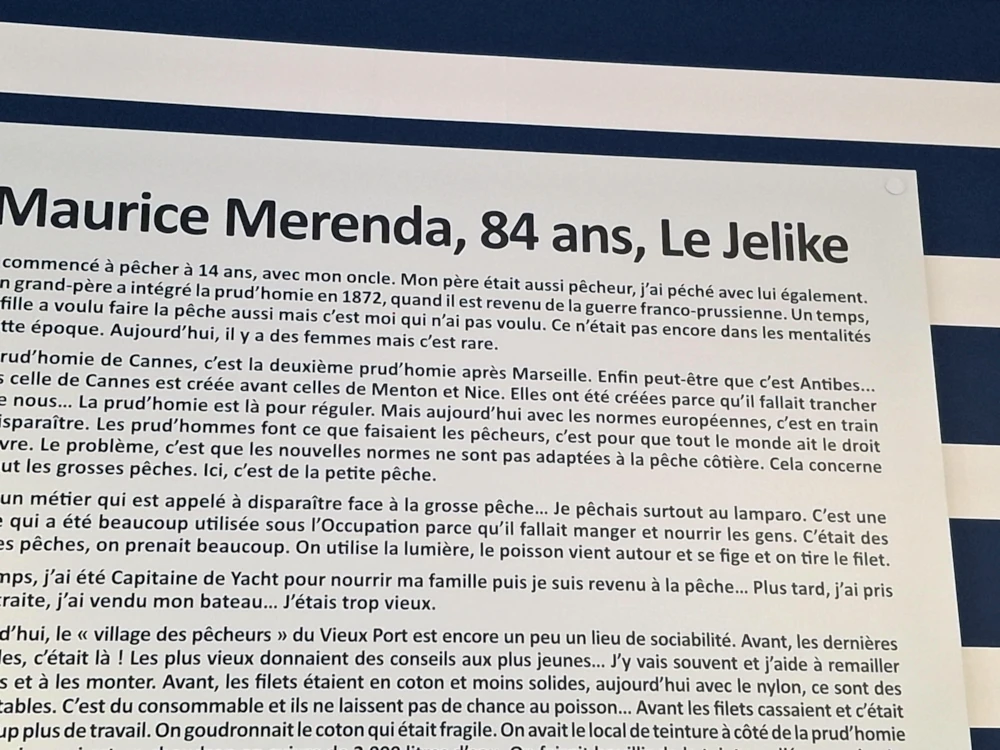 Maurice Merenda, 84 ans, Le Jelike
commencé à pêcher à 14 ans, avec mon oncle. Mon père était aussi pêcheur, j'ai péché avec lui également.
n grand-père a intégré la prud'homie en 1872, quand il est revenu de la guerre franco-prussienne. Un temps,
fille a voulu faire la pêche aussi mais c'est moi qui n'ai pas voulu. Ce n'était pas encore dans les mentalités
tte époque. Aujourd'hui, il y a des femmes mais c'est rare.
rud'homie de Cannes, c'est la deuxième prud'homie après Marseille. Enfin peut-être que c'est Antibes...
s celle de Cannes est créée avant celles de Menton et Nice. Elles ont été créées parce qu'il fallait trancher
e nous... La prud'homie est là pour réguler. Mais aujourd'hui avec les normes européennes, c'est en train
isparaître. Les prud'hommes font ce que faisaient les pêcheurs, c'est pour que tout le monde ait le droit
vre. Le problème, c'est que les nouvelles normes ne sont pas adaptées à la pêche côtière. Cela concerne
ut les grosses pêches. Ici, c'est de la petite pêche.
un métier qui est appelé à disparaître face à la grosse pêche... Je pêchais surtout au lamparo. C'est une
e qui a été beaucoup utilisée sous l'Occupation parce qu'il fallait manger et nourrir les gens. C'était des
es pêches, on prenait beaucoup. On utilise la lumière, le poisson vient autour et se fige et on tire le filet.
mps, j'ai été Capitaine de Yacht pour nourrir ma famille puis je suis revenu à la pêche... Plus tard, j'ai pris
raite, j'ai vendu mon bateau... J'étais trop vieux.
d'hui, le « village des pêcheurs » du Vieux Port est encore un peu un lieu de sociabilité. Avant, les dernières
les, c'était là ! Les plus vieux donnaient des conseils aux plus jeunes... J'y vais souvent et j'aide à remailler
s et à les monter. Avant, les filets étaient en coton et moins solides, aujourd'hui avec le nylon, ce sont des
tables. C'est du consommable et ils ne laissent pas de chance au poisson... Avant les filets cassaient et c'était
up plus de travail. On goudronnait le coton qui était fragile. On avait le local de teinture à côté de la prud'homie